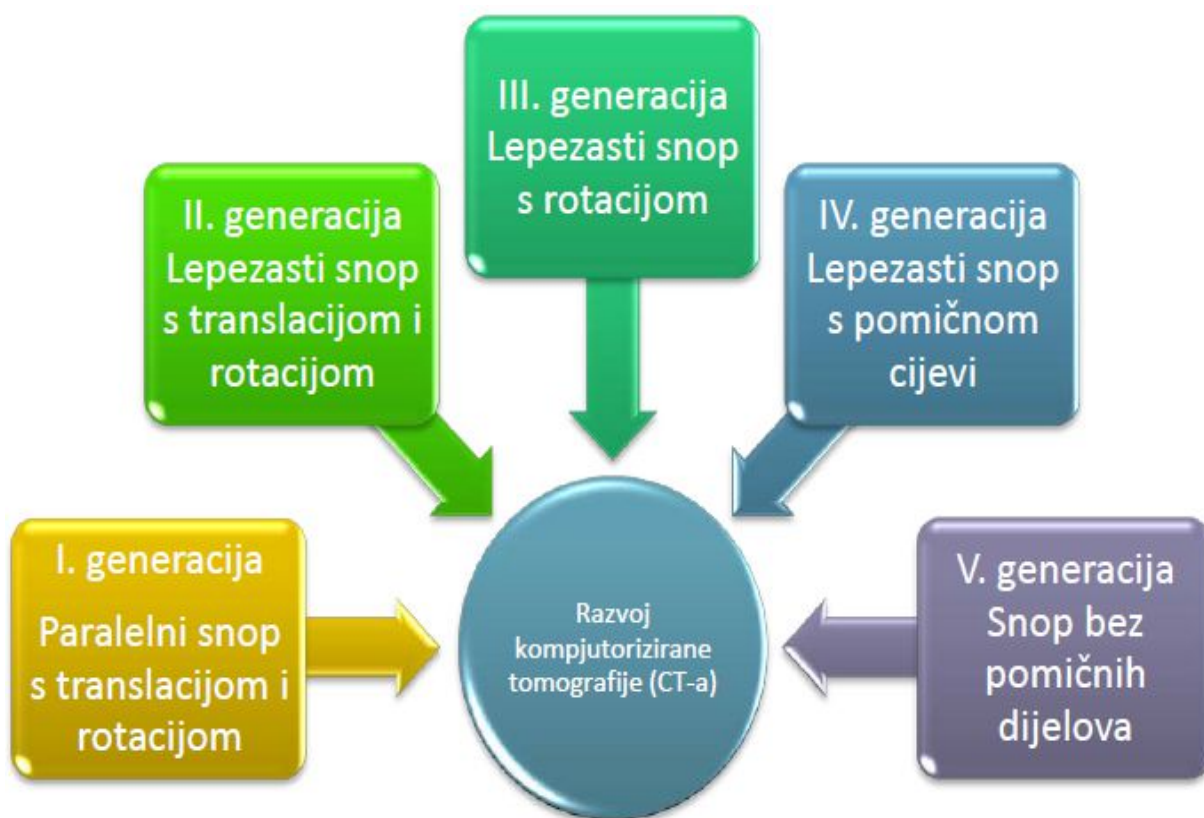 III. generacija
Lepezasti snop
s rotacijom
II. generacija
Lepezasti snop
s translacijom i
rotacijom
IV. generacija
Lepezasti snop
s pomičnom
cijevi
I. generacija
Paralelni snop
s translacijom i
rotacijom
Razvoj
kompjutorizirane
tomografije (CT-a)
V. generacija
Snop bez
pomičnih
dijelova